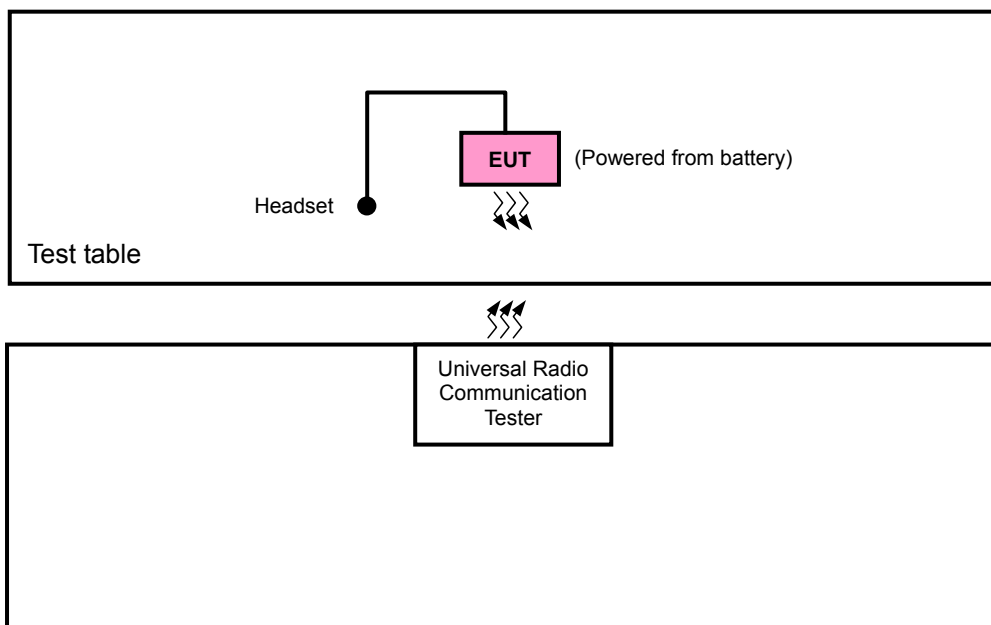 EUT
(Powered from battery)
Headset
Test table
Universal Radio
Communication
Tester